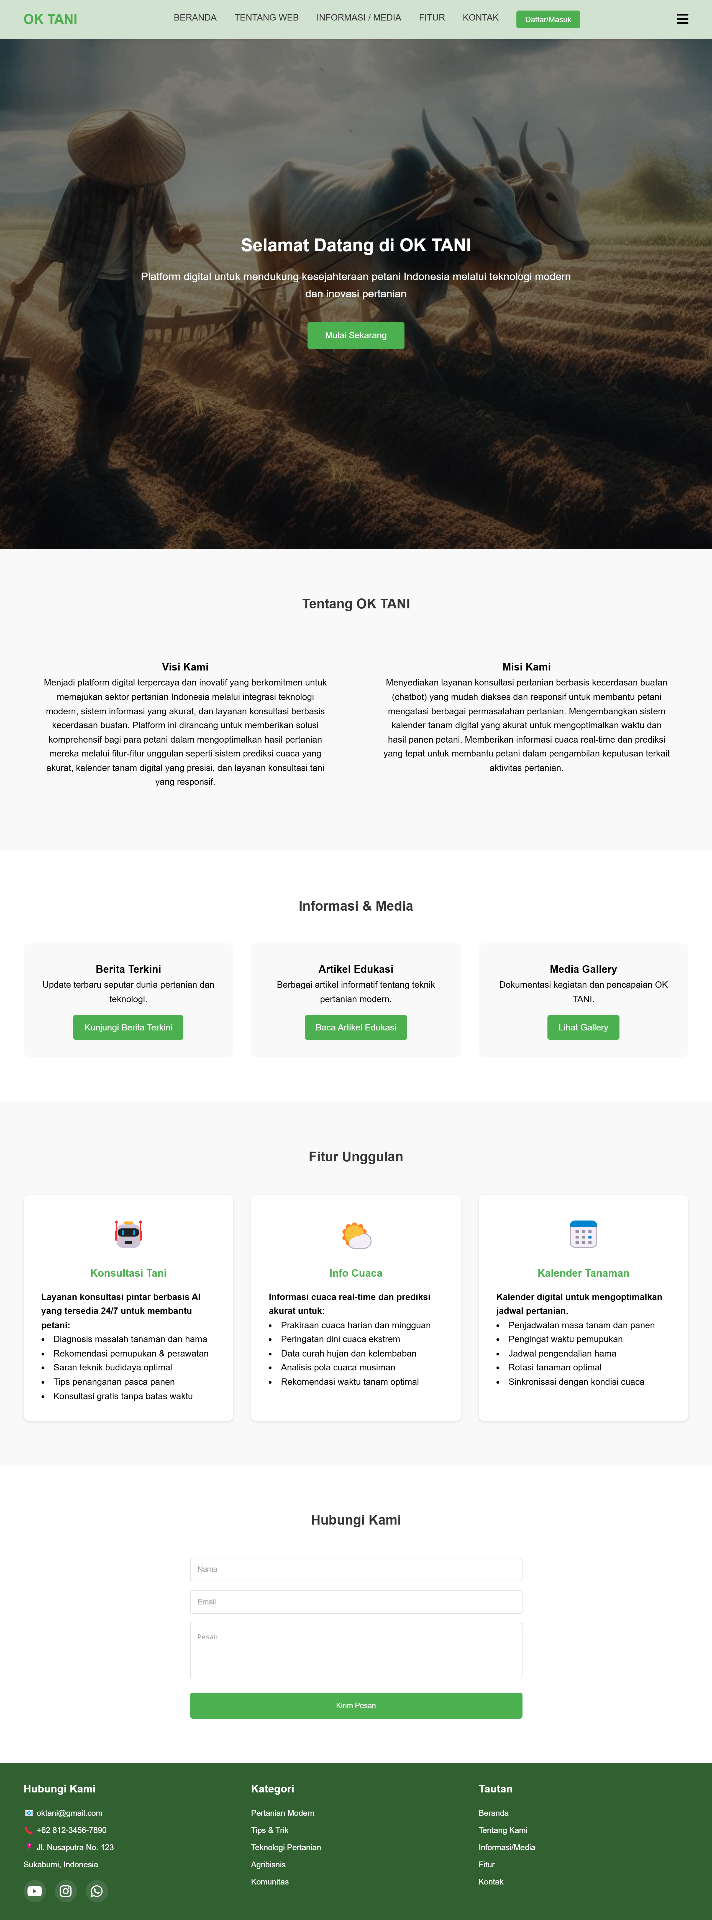 OK TANI
BERANDA
TENTANG WEB
INFORMASI / MEDIA
FITUR
KONTAK
Daftar/Masuk
Selamat Datang di OK TANI
Platform digital untuk mendukung kesejahteraan petani Indonesia melalui teknologi modern
dan inovasi pertanian
Mulai Sekarang
Tentang OK TANI
Visi Kami
Menjadi platform digital terpercaya dan inovatif yang berkomitmen untuk
memajukan sektor pertanian Indonesia melalui integrasi teknologi
modern, sistem informasi yang akurat, dan layanan konsultasi berbasis
kecerdasan buatan. Platform ini dirancang untuk memberikan solusi
komprehensif bagi para petani dalam mengoptimalkan hasil pertanian
mereka melalui fitur-fitur unggulan seperti sistem prediksi cuaca yang
akurat, kalender tanam digital yang presisi, dan layanan konsultasi tani
yang responsif.
Misi Kami
Menyediakan layanan konsultasi pertanian berbasis kecerdasan buatan
(chatbot) yang mudah diakses dan responsif untuk membantu petani
mengatasi berbagai permasalahan pertanian. Mengembangkan sistem
kalender tanam digital yang akurat untuk mengoptimalkan waktu dan
hasil panen petani. Memberikan informasi cuaca real-time dan prediksi
yang tepat untuk membantu petani dalam pengambilan keputusan terkait
aktivitas pertanian.
Informasi & Media
Berita Terkini
Update terbaru seputar dunia pertanian dan
teknologi.
Kunjungi Berita Terkini
Artikel Edukasi
Berbagai artikel informatif tentang teknik
pertanian modern.
Baca Artikel Edukasi
Media Gallery
Dokumentasi kegiatan dan pencapaian OK
TANI.
Lihat Gallery
Fitur Unggulan
Konsultasi Tani
Layanan konsultasi pintar berbasis AI
yang tersedia 24/7 untuk membantu
petani:
• Diagnosis masalah tanaman dan hama
• Rekomendasi pemupukan & perawatan
• Saran teknik budidaya optimal
• Tips penanganan pasca panen
• Konsultasi gratis tanpa batas waktu
Info Cuaca
Informasi cuaca real-time dan prediksi
akurat untuk:
• Prakiraan cuaca harian dan mingguan
• Peringatan dini cuaca ekstrem
• Data curah hujan dan kelembaban
• Analisis pola cuaca musiman
• Rekomendasi waktu tanam optimal
Kalender Tanaman
Kalender digital untuk mengoptimalkan
jadwal pertanian.
• Penjadwalan masa tanam dan panen
• Pengingat waktu pemupukan
• Jadwal pengendalian hama
• Rotasi tanaman optimal
• Sinkronisasi dengan kondisi cuaca
Hubungi Kami
Nama
Email
Pesan
Kirim Pesan
Hubungi Kami
oktani@gmail.com
+62 812-3456-7890
Jl. Nusaputra No. 123
Sukabumi, Indonesia
Kategori
Pertanian Modern
Tips & Trik
Teknologi Pertanian
Agribisnis
Komunitas
Tautan
Beranda
Tentang Kami
Informasi/Media
Fitur
Kontak